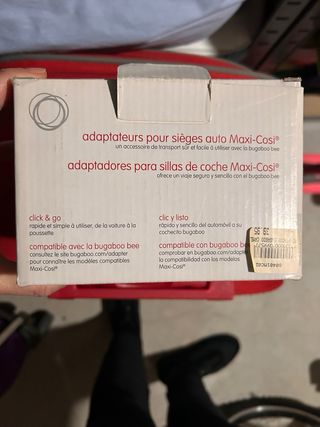 adaptateurs pour sièges auto Maxi-Cosi®
un accessoire de transport sûr et facile à utiliser avec la bugaboo bee
adaptadores para sillas de coche Maxi-Cosi®
ofrece un viaje seguro y sencillo con el bugaboo bee
click & go
rapide et simple à utiliser, de la voiture à la
poussette
compatible avec la bugaboo bee
consultez le site bugaboo.com/adapter
pour connaître les modèles compatibles
Maxi-Cosi®
clic y listo
rápido y sencillo del automóvil a su
cochecito bugaboo
compatible con bugaboo bee
comprobar en bugaboo.com/adapter
la compatibilidad con los modelos
Maxi-Cosi®
39.95